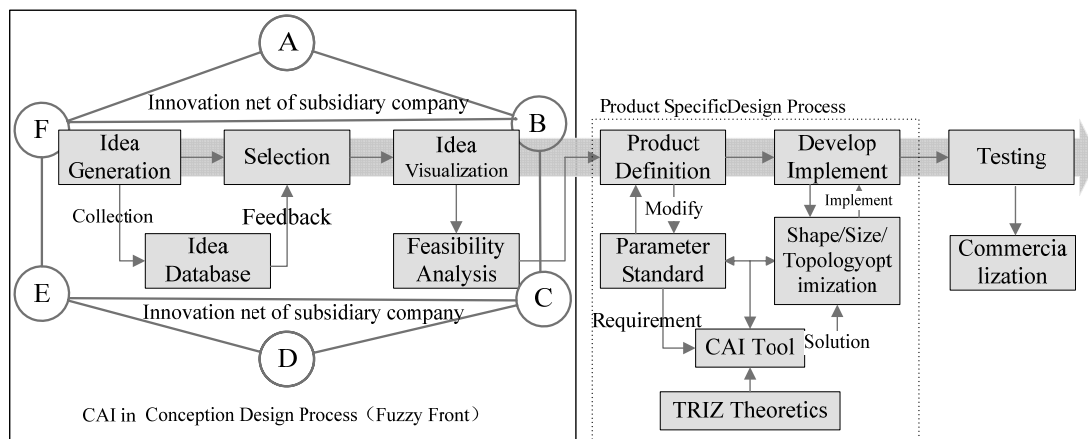 A
Innovation net of subsidiary company
F
B
Idea
Generation
Selection
Idea
Visualization
Collection
Feedback
Idea
Database
Feasibility
Analysis
E
C
Innovation net of subsidiary company
D
CAI in Conception Design Process（Fuzzy Front）
Product SpecificDesign Process
Product
Definition
Develop
Implement
Modify
Implement
Parameter
Standard
Shape/Size/
Topologyopt
imization
Requirement
CAI Tool
Solution
TRIZ Theoretics
Testing
Commercia
lization